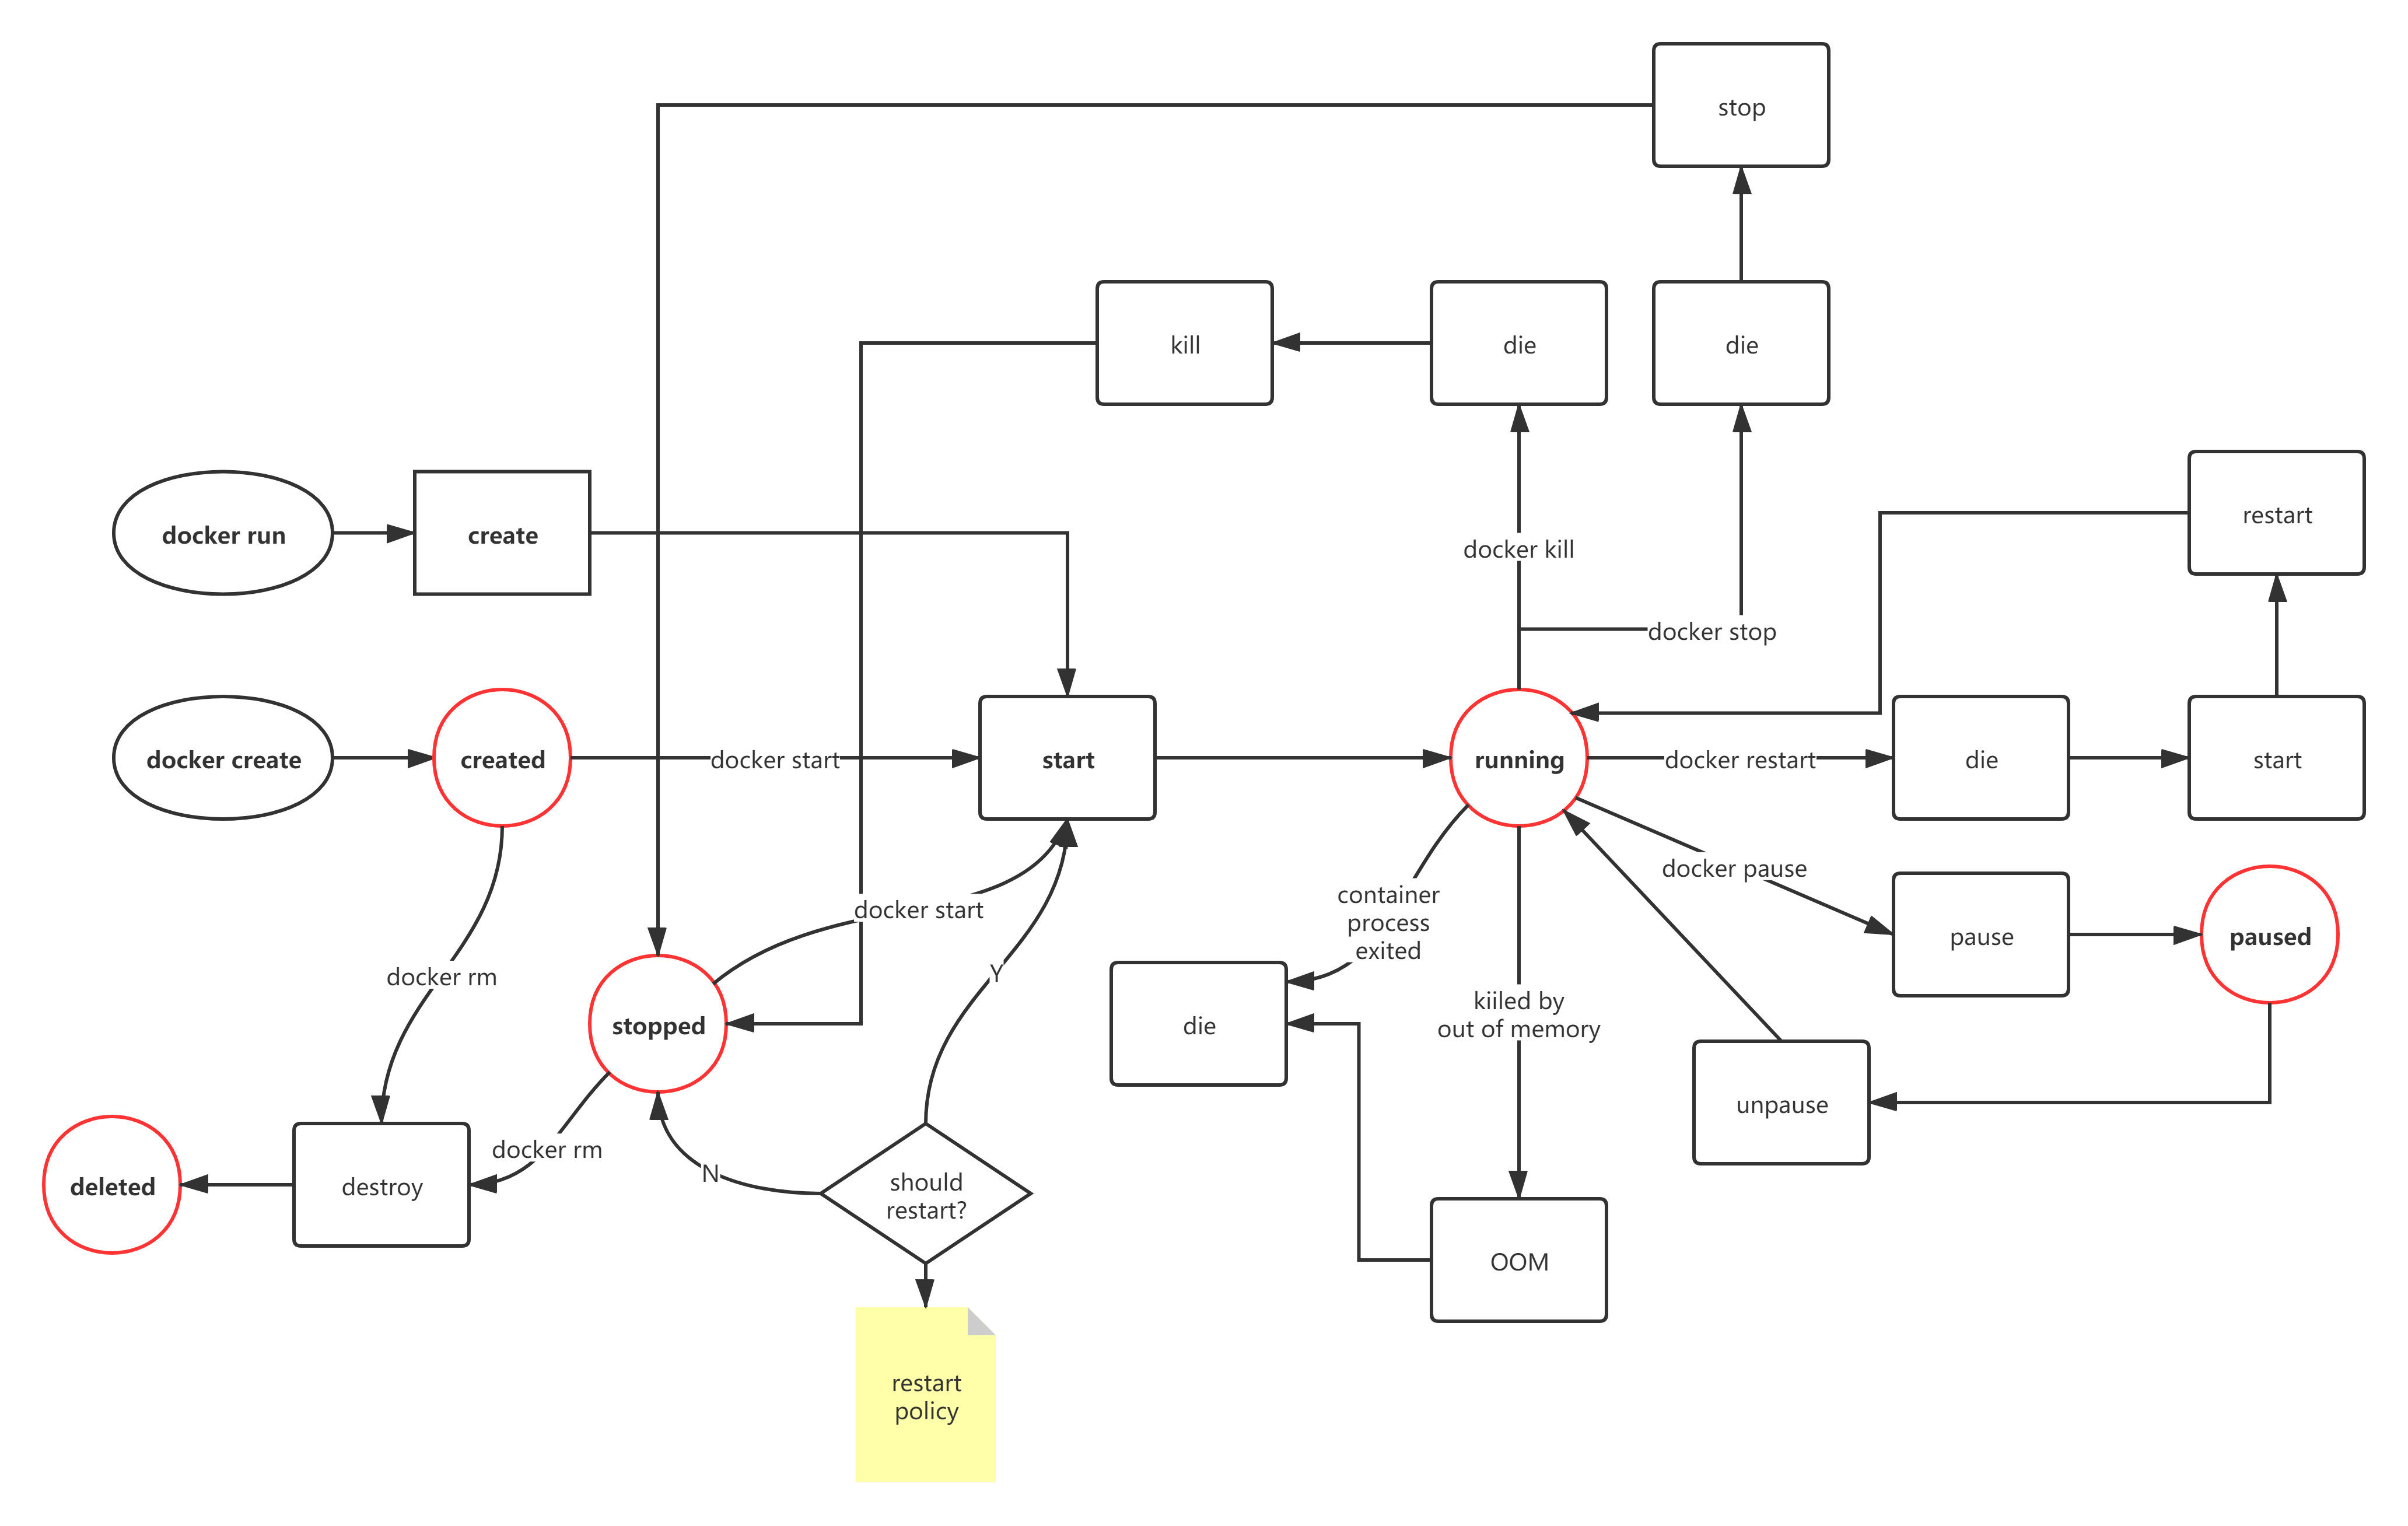 stop
kill
die
die
restart
docker run
create
docker kill
docker stop
docker create
created
docker start
start
running
docker restart
die
start
docker pause
container
process
exited
docker start
pause
paused
docker rm
Y
stopped
die
kiiled by
out of memory
unpause
docker rm
N
deleted
destroy
should
restart?
OOM
restart
policy